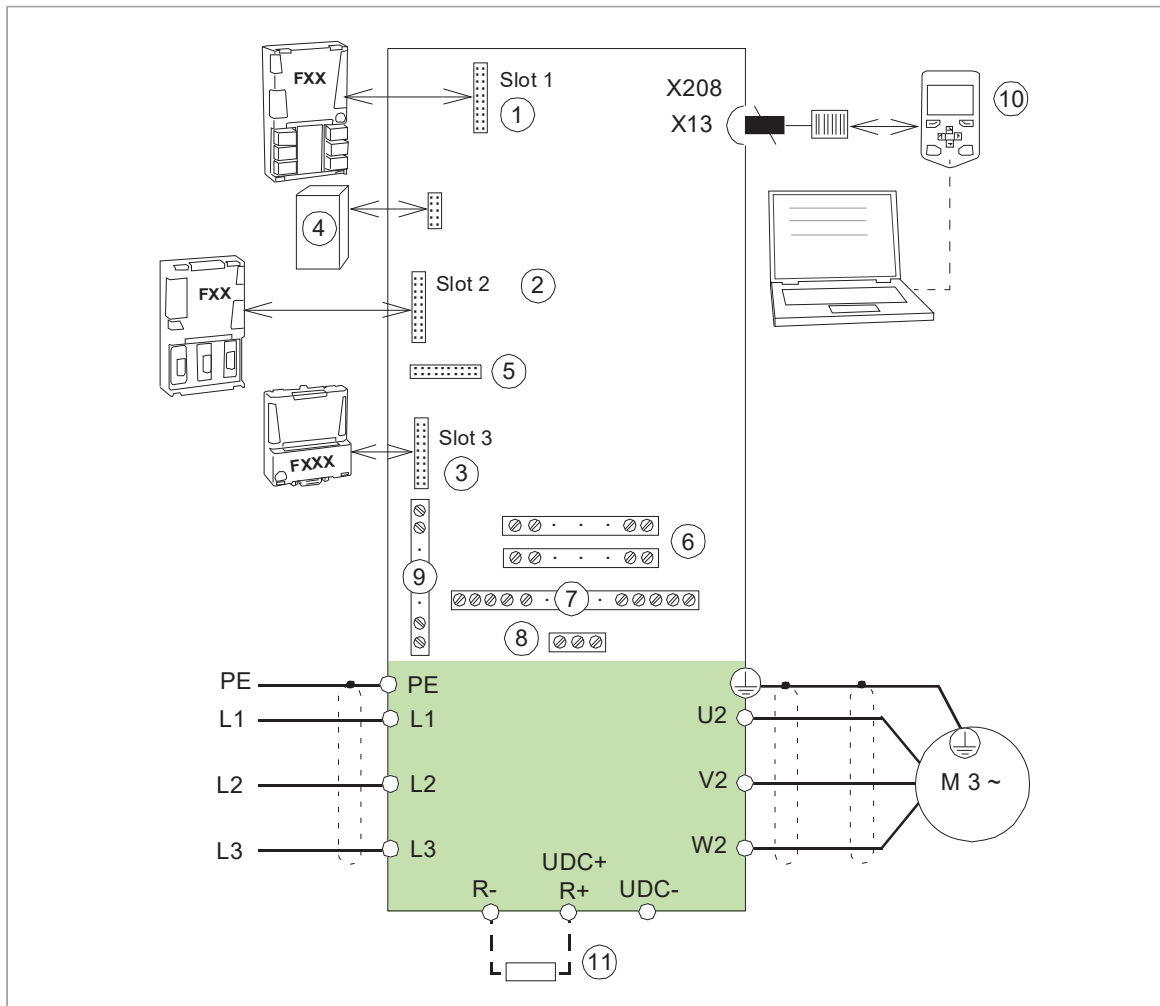 FXX
Slot 1
1
X208
X13
10
4
FXX
Slot 2
2
5
Slot 3
3
FXXX
6
9
7
8
PE
PE
L1
L1
U2
L2
L2
V2
M 3 ~
L3
L3
W2
UDC+
R-
R+
UDC-
11